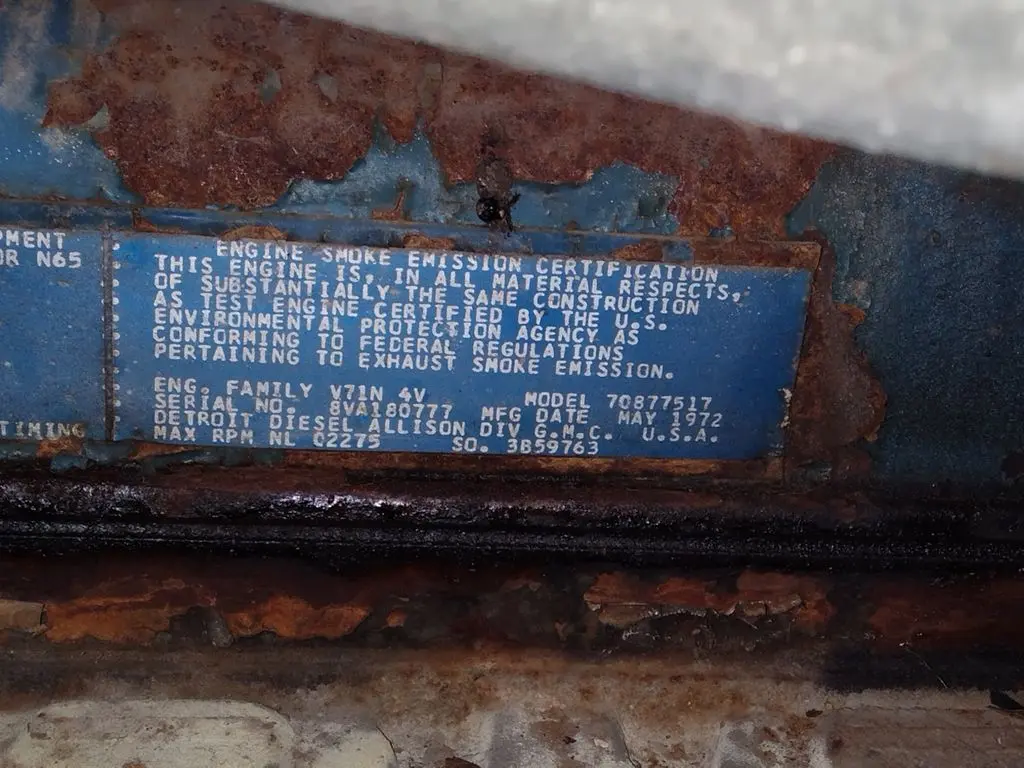 PMENT
OR N65
TIMING
ENGINE SMOKE EMISSION CERTIFICATION
THIS ENGINE IS, IN ALL MATERIAL RESPECTS,
OF SUBSTANTIALLY THE SAME CONSTRUCTION
AS TEST ENGINE CERTIFIED BY THE U.S.
ENVIRONMENTAL PROTECTION AGENCY AS
CONFORMING TO FEDERAL REGULATIONS
PERTAINING TO EXHAUST SMOKE EMISSION.
ENG. FAMILY V71N 4V MODEL 70877517
SERIAL NO. 8VA180777 MFG DATE MAY 1972
DETROIT DIESEL ALLISON DIV G.M.C. U.S.A.
MAX RPM NL 02275 SO. 3B59763